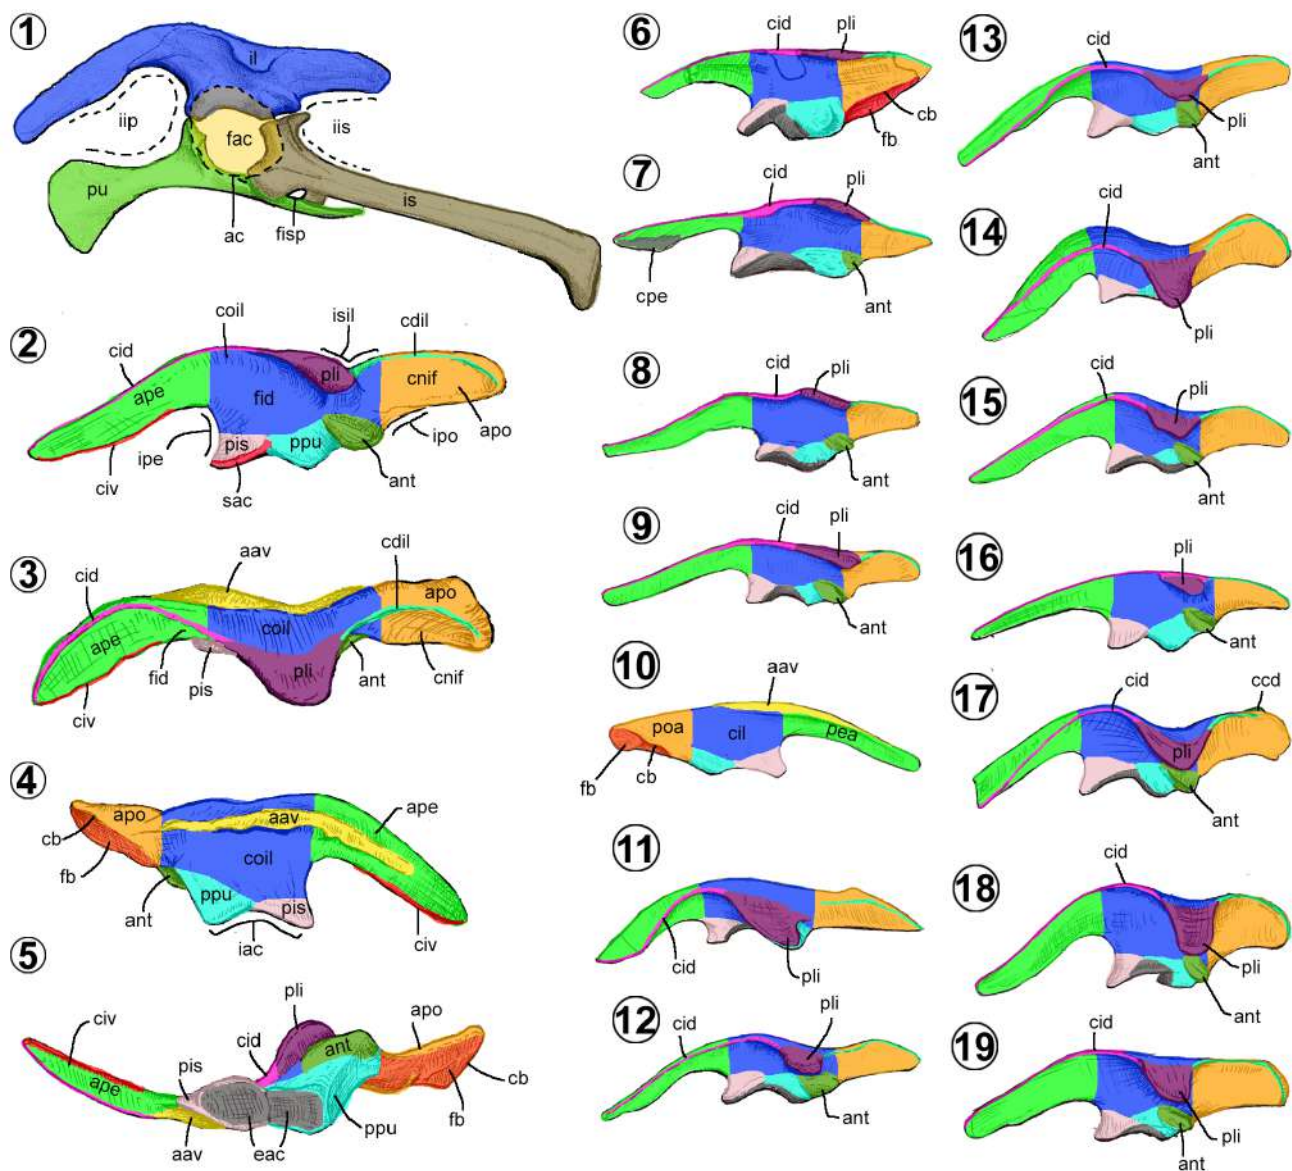 1
il
iip
fac
iis
pu
is
ac
fisp
2
coil
isil
cdil
cid
pli
cnif
ape
fid
apo
pis
ppu
ipo
ipe
ant
civ
sac
3
aav
cdil
cid
apo
coil
ape
pli
fid
pis
ant
cnif
civ
4
apo
ape
cb
aav
fb
coil
ppu
ant
pis
iac
civ
5
pli
civ
apo
cid
ant
pis
ape
cb
fb
ppu
aav
eac
6
cid
pli
cb
fb
7
cid
pli
cpe
ant
8
cid
pli
ant
9
cid
pli
ant
10
aav
poa
cil
pea
fb
cb
11
cid
pli
12
cid
pli
ant
13
cid
pli
ant
14
cid
pli
15
cid
pli
ant
16
pli
ant
17
cid
ccd
pli
ant
18
cid
pli
ant
19
cid
pli
ant